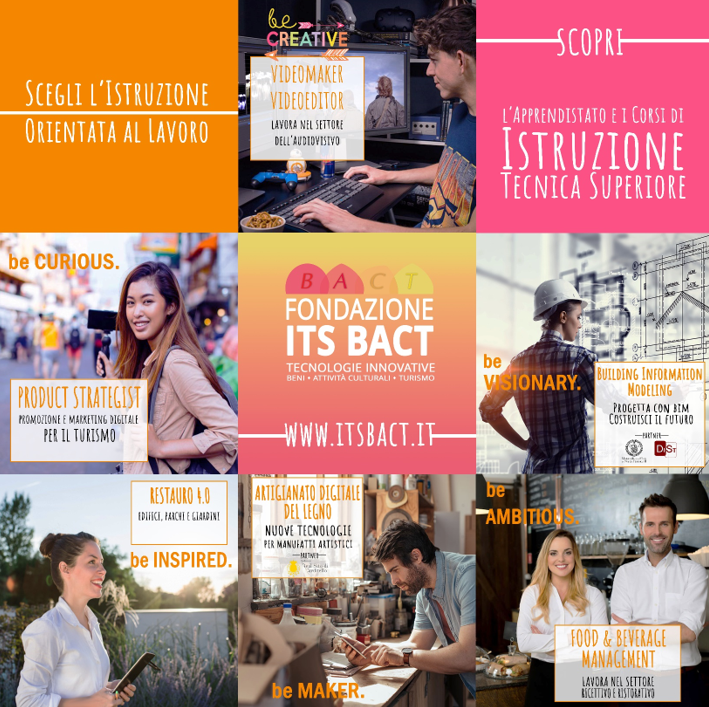 SCEGLI L'ISTRUZIONE
ORIENTATA AL LAVORO
be
CREATIVE
VIDEOMAKER
VIDEOEDITOR
LAVORA NEL SETTORE
DELL'AUDIOVISIVO
SCOPRI
L'APPRENDISTATO E I CORSI DI
ISTRUZIONE
TECNICA SUPERIORE
be CURIOUS.
PRODUCT STRATEGIST
PROMOZIONE E MARKETING DIGITALE
PER IL TURISMO
BACT
FONDAZIONE
ITS BACT
TECNOLOGIE INNOVATIVE
BENI • ATTIVITÀ CULTURALI • TURISMO
WWW.ITSBACT.IT
be
VISIONARY.
BUILDING INFORMATION
MODELING
PROGETTA CON BIM
COSTRUISCI IL FUTURO
PARTNER
DiST
RESTAURO 4.0
EDIFICI, PARCHI E GIARDINI
be INSPIRED.
ARTIGIANATO DIGITALE
DEL LEGNO
NUOVE TECNOLOGIE
PER MANUFATTI ARTISTICI
PARTNER
be MAKER.
be
AMBITIOUS.
FOOD & BEVERAGE
MANAGEMENT
LAVORA NEL SETTORE
RICETTIVO E RISTORATIVO